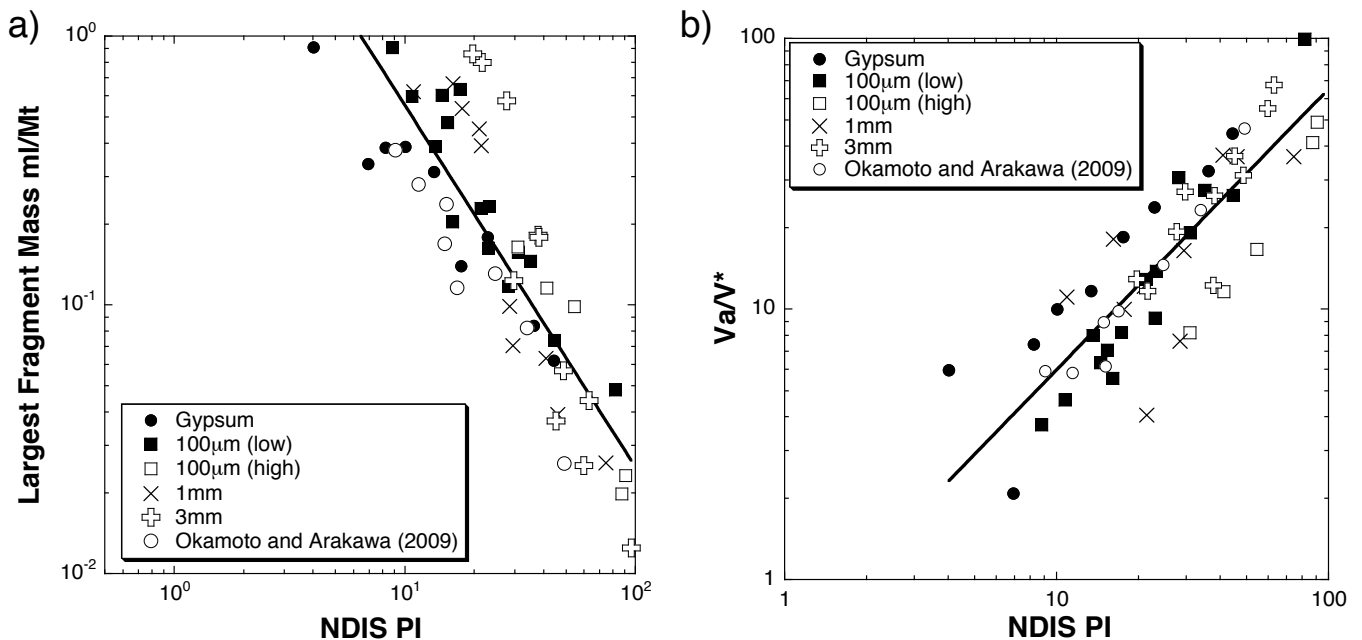 a)
Largest Fragment Mass ml/Mt
10⁰
10⁻¹
10⁻²
Gypsum
100μm (low)
100μm (high)
1mm
3mm
Okamoto and Arakawa (2009)
10⁰
10¹
10²
NDIS PI
b)
Va/V*
100
10
1
Gypsum
100μm (low)
100μm (high)
1mm
3mm
Okamoto and Arakawa (2009)
1
10
100
NDIS PI